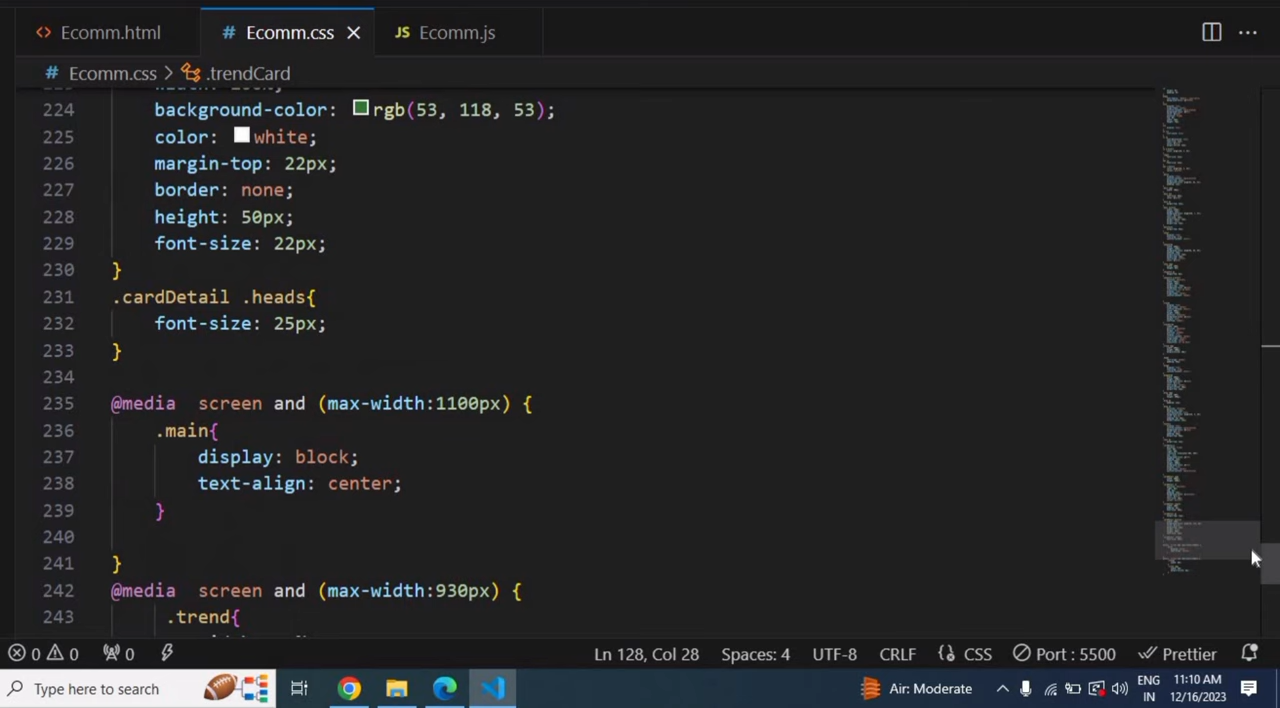 Ecomm.html
# Ecomm.css
JS Ecomm.js
# Ecomm.css > .trendCard
224 background-color: rgb(53, 118, 53);
225 color: white;
226 margin-top: 22px;
227 border: none;
228 height: 50px;
229 font-size: 22px;
230 }
231 .cardDetail .heads{
232 font-size: 25px;
233 }
234
235 @media screen and (max-width:1100px) {
236 .main{
237 display: block;
238 text-align: center;
239 }
240
241 }
242 @media screen and (max-width:930px) {
243 .trend{
0 0 0 Ln 128, Col 28 Spaces: 4 UTF-8 CRLF {} CSS Port : 5500 Prettier
Type here to search
Air: Moderate
ENG
IN
11:10 AM
12/16/2023